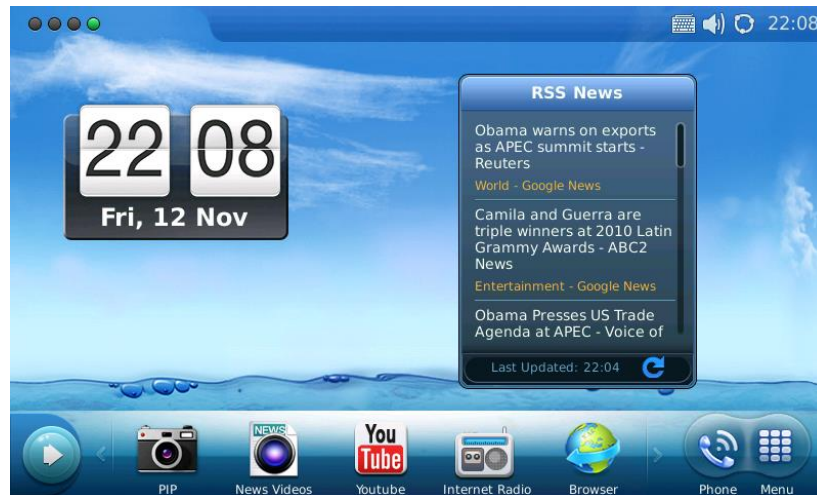 22:08
22 08
Fri, 12 Nov
RSS News
Obama warns on exports
as APEC summit starts -
Reuters
World - Google News
Camila and Guerra are
triple winners at 2010 Latin
Grammy Awards - ABC2
News
Entertainment - Google News
Obama Presses US Trade
Agenda at APEC - Voice of
Last Updated: 22:04
NEWS
You
Tube
PIP
News Videos
Youtube
Internet Radio
Browser
Phone
Menu